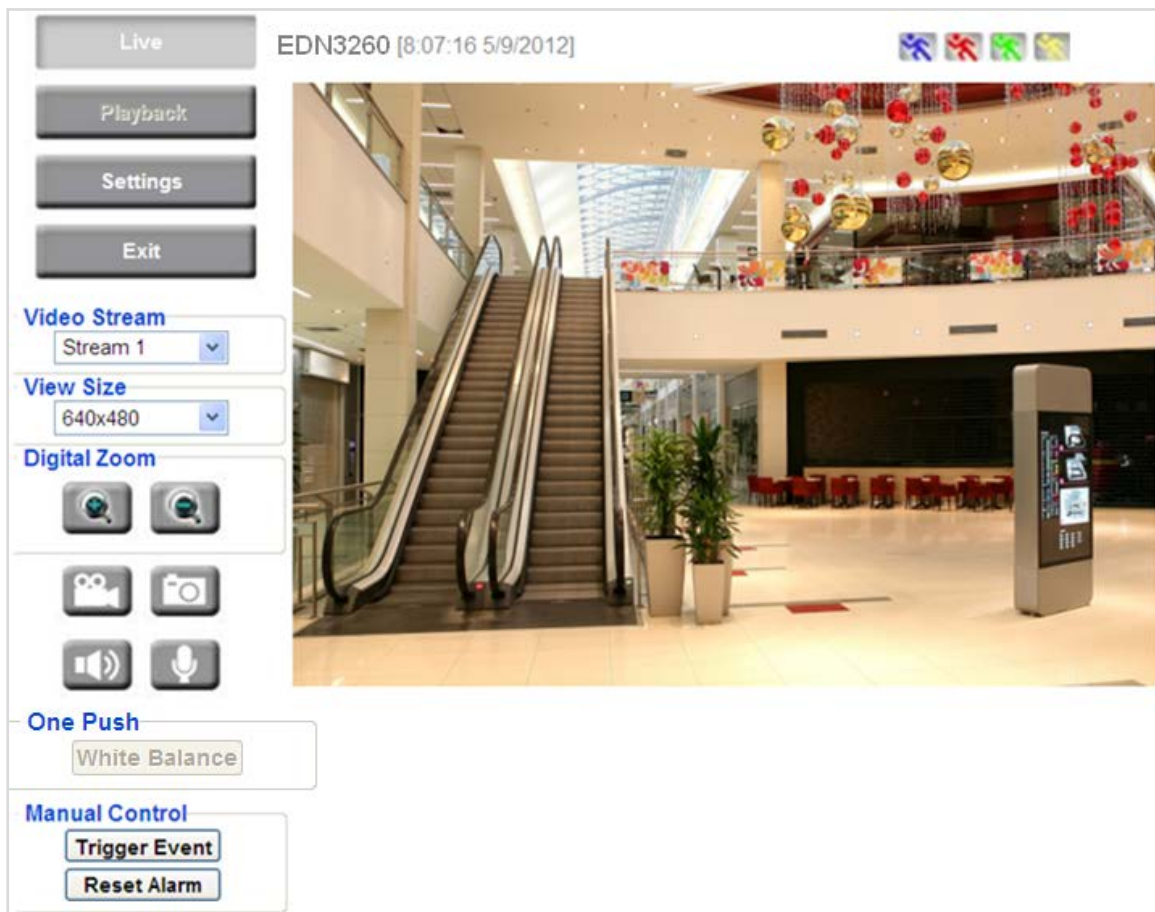 Live
EDN3260 [8:07:16 5/9/2012]
Playback
Settings
Exit
Video Stream
Stream 1
View Size
640x480
Digital Zoom
One Push
White Balance
Manual Control
Trigger Event
Reset Alarm